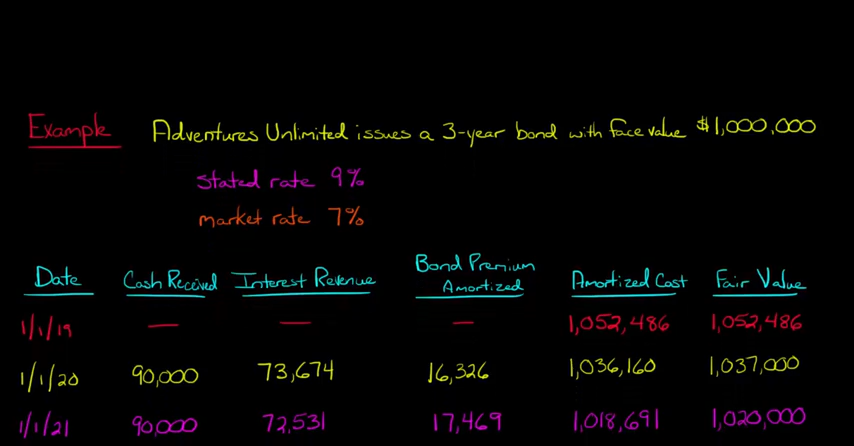 Example Adventures Unlimited issues a 3-year bond with face value $1,000,000
stated rate 9%
market rate 7%
Date Cash Received Interest Revenue Bond Premium Amortized Amortized Cost Fair Value
1/1/19 — — — 1,052,486 1,052,486
1/1/20 90,000 73,674 16,326 1,036,160 1,037,000
1/1/21 90,000 72,531 17,469 1,018,691 1,020,000